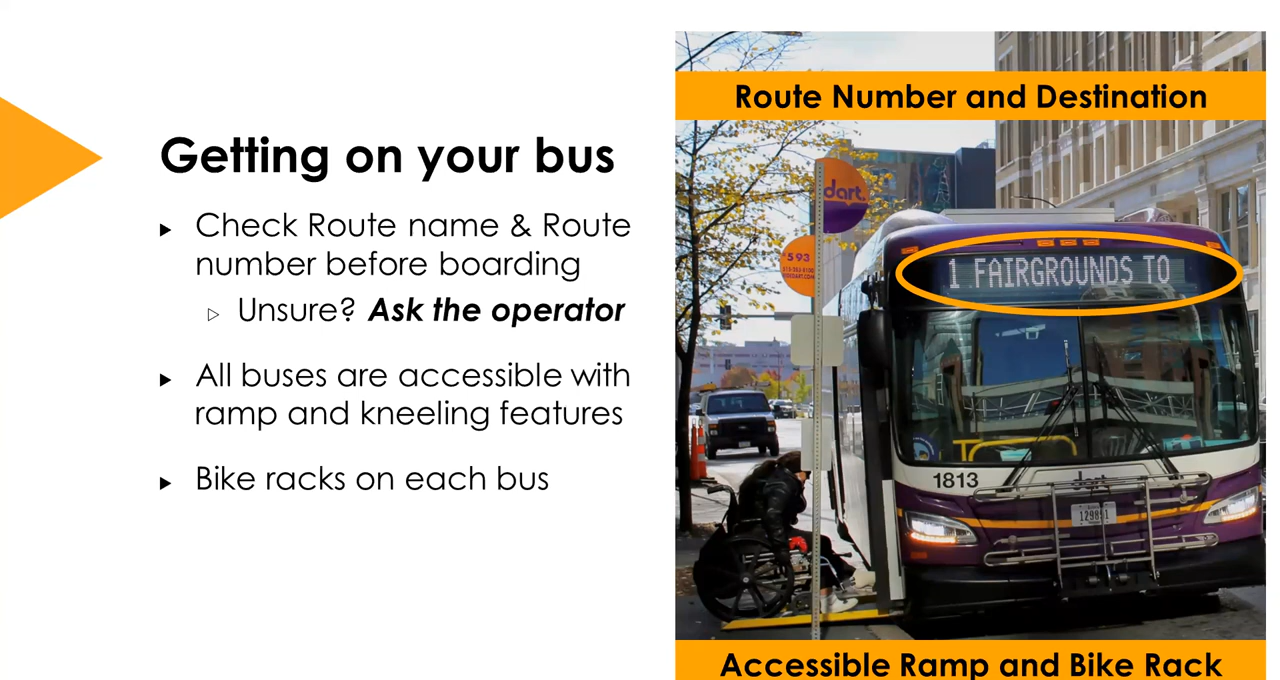 Route Number and Destination
Getting on your bus
Check Route name & Route
number before boarding
Unsure? Ask the operator
All buses are accessible with
ramp and kneeling features
Bike racks on each bus
dart.
#593
1 FAIRGROUNDS TO
1813
dart
Accessible Ramp and Bike Rack